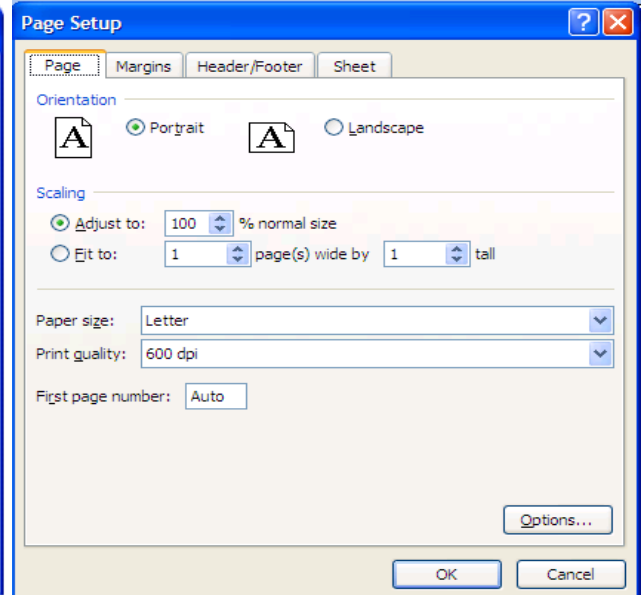 Page Setup
Page Margins Header/Footer Sheet
Orientation
A Portrait A Landscape
Scaling
Adjust to: 100 % normal size
Fit to: 1 page(s) wide by 1 tall
Paper size: Letter
Print quality: 600 dpi
First page number: Auto
Options...
OK Cancel